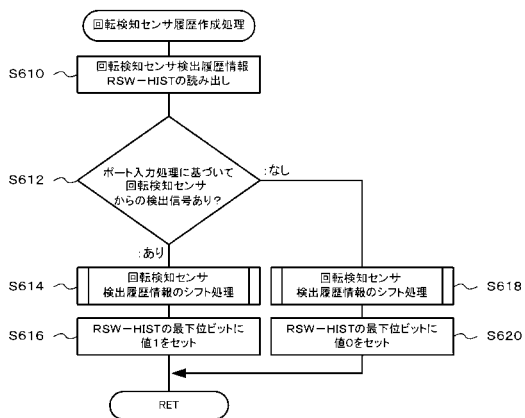 回転検知センサ履歴作成処理
S610
回転検知センサ検出履歴情報
RSW－HISTの読み出し
S612
ポート入力処理に基づいて
回転検知センサ
からの検出信号あり？
:なし
:あり
S614
回転検知センサ
検出履歴情報のシフト処理
回転検知センサ
検出履歴情報のシフト処理
S618
S616
RSW－HISTの最下位ビットに
値1をセット
RSW－HISTの最下位ビットに
値0をセット
S620
RET